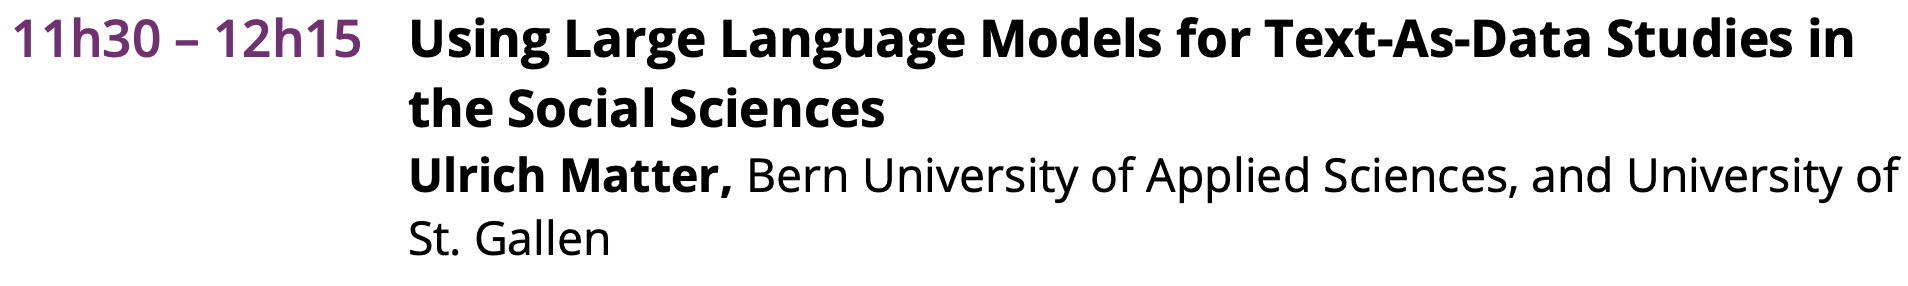 11h30 – 12h15 Using Large Language Models for Text-As-Data Studies in
the Social Sciences
Ulrich Matter, Bern University of Applied Sciences, and University of
St. Gallen